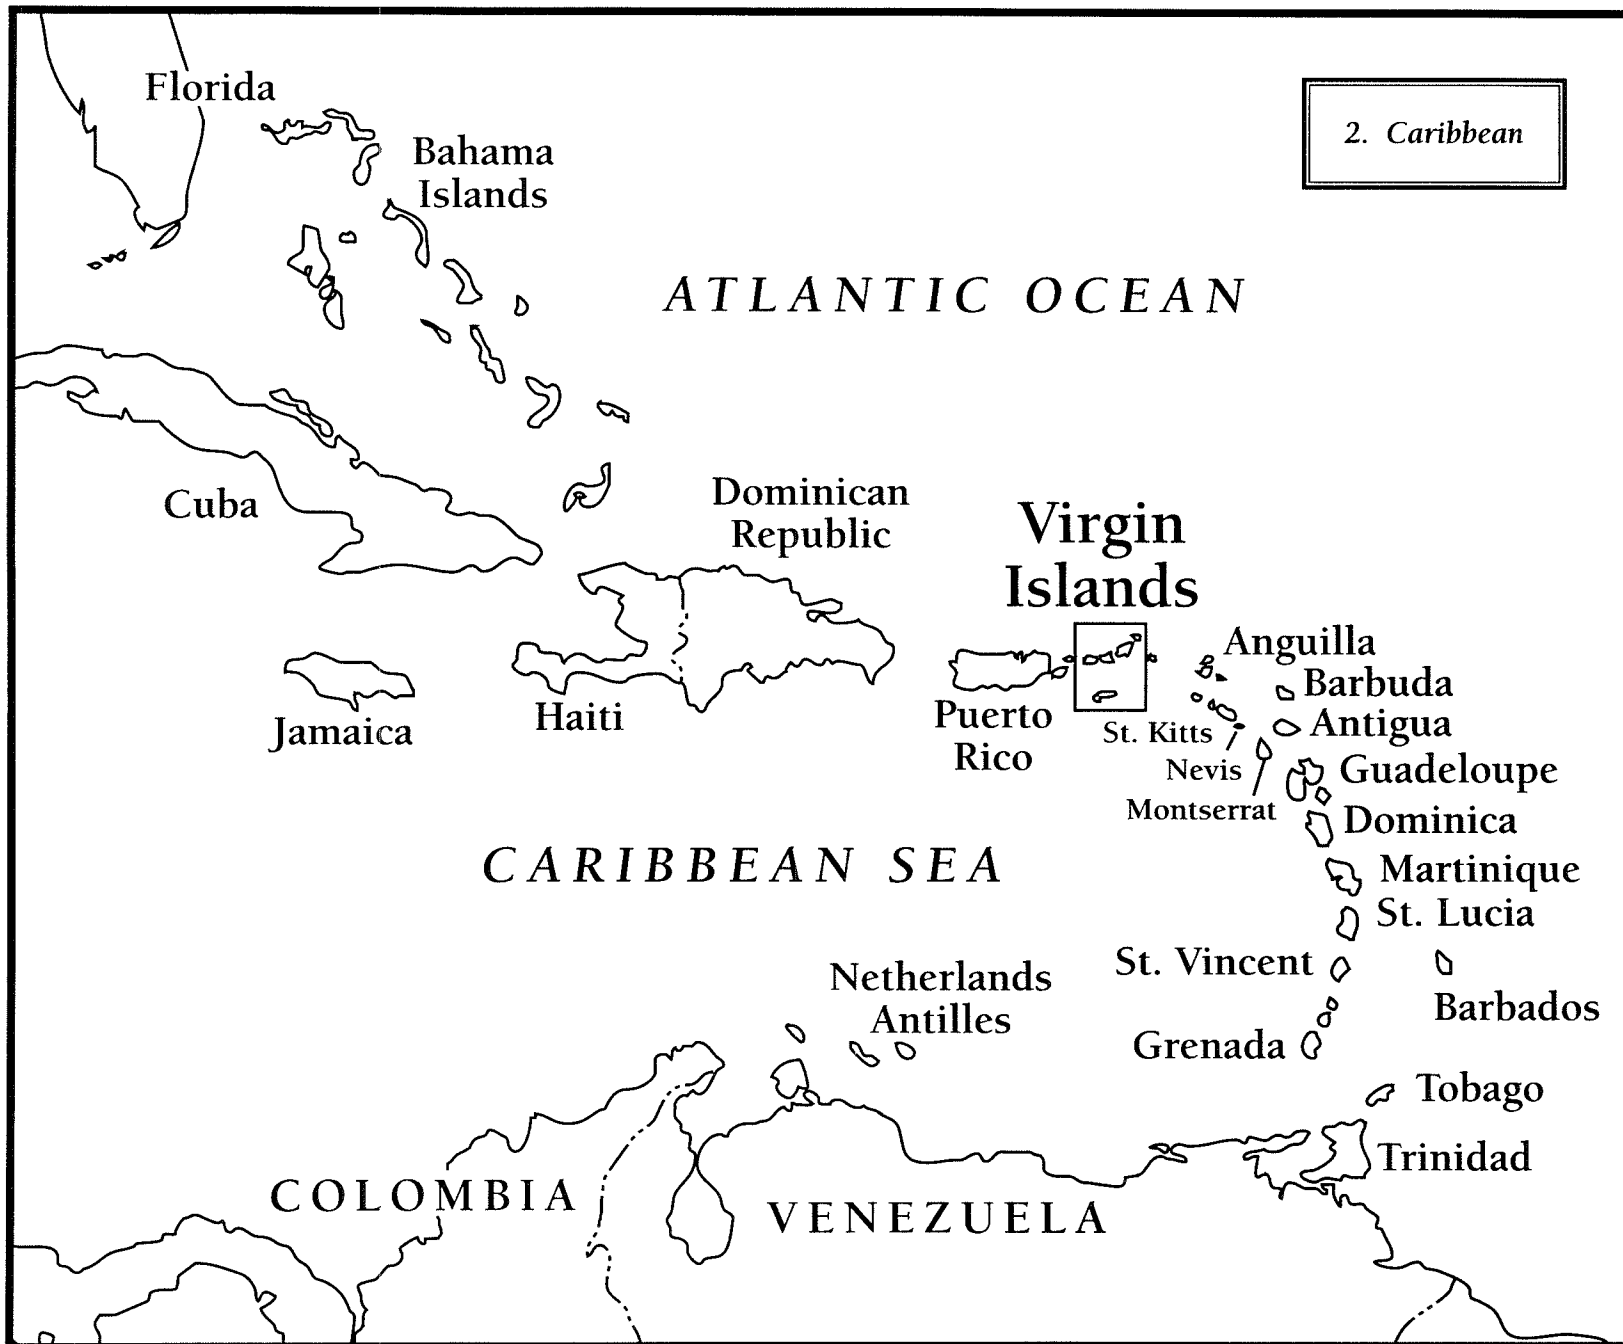 Florida
2. Caribbean
Bahama
Islands
ATLANTIC OCEAN
Cuba
Dominican
Republic
Virgin
Islands
Anguilla
Barbuda
Jamaica
Haiti
Puerto
Rico
St. Kitts
Antigua
Nevis
Guadeloupe
Montserrat
Dominica
CARIBBEAN SEA
Martinique
St. Lucia
St. Vincent
Netherlands
Antilles
Barbados
Grenada
Tobago
Trinidad
COLOMBIA
VENEZUELA